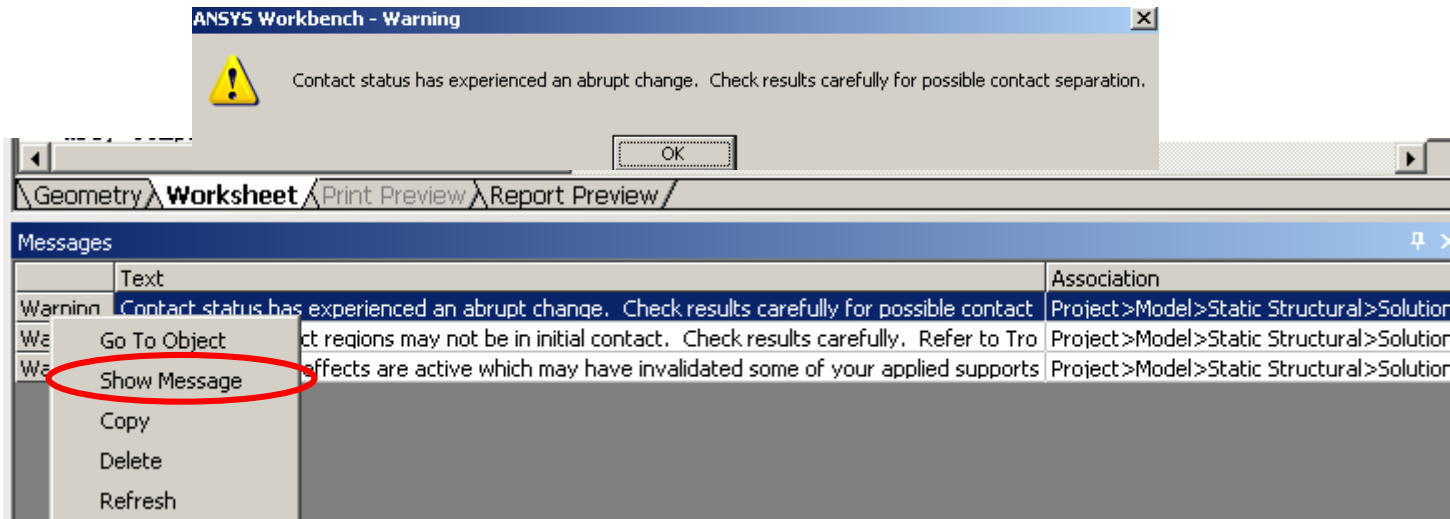 ANSYS Workbench - Warning
Contact status has experienced an abrupt change. Check results carefully for possible contact separation.
OK
Geometry Worksheet Print Preview Report Preview
Messages
Text Association
Warning Contact status has experienced an abrupt change. Check results carefully for possible contact Project>Model>Static Structural>Solution
Wa Go To Object ct regions may not be in initial contact. Check results carefully. Refer to Tro Project>Model>Static Structural>Solution
Wa Show Message effects are active which may have invalidated some of your applied supports Project>Model>Static Structural>Solution
Copy
Delete
Refresh